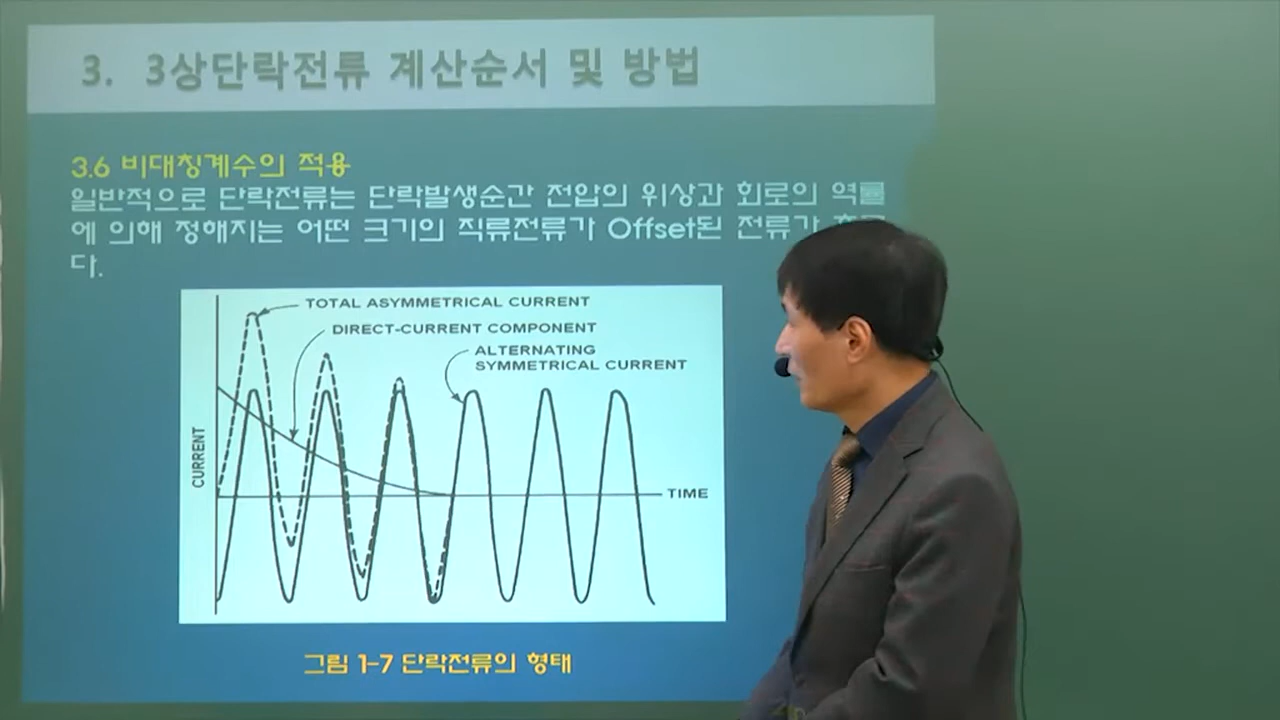 3. 3상단락전류 계산순서 및 방법
3.6 비대칭계수의 적용
일반적으로 단락전류는 단락발생순간 전압의 위상과 회로의 역률
에 의해 정해지는 어떤 크기의 직류전류가 Offset된 전류가
다.
TOTAL ASYMMETRICAL CURRENT
DIRECT-CURRENT COMPONENT
ALTERNATING
SYMMETRICAL CURRENT
CURRENT
TIME
그림 1-7 단락전류의 형태